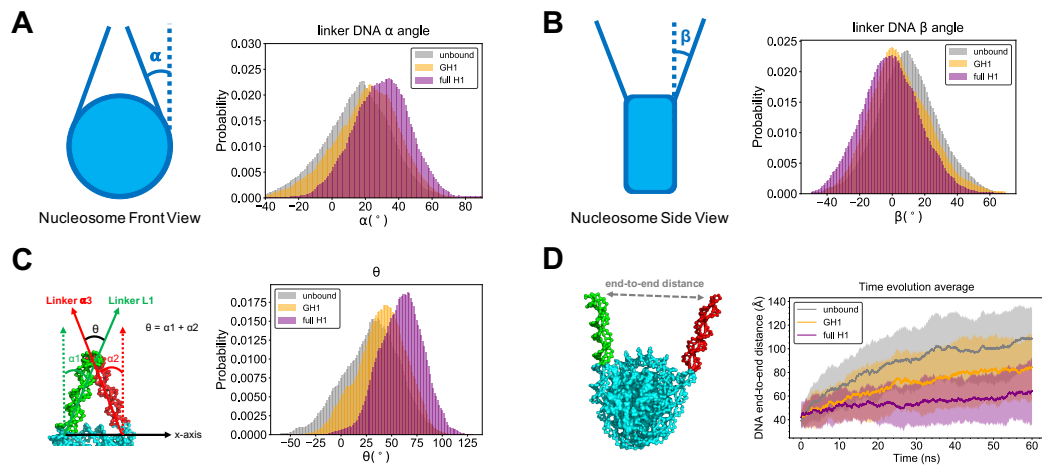 A
α
Nucleosome Front View
linker DNA α angle
Probability
0.030
0.025
0.020
0.015
0.010
0.005
0.000
unbound
GH1
full H1
−40 −20 0 20 40 60 80
α(°)
B
β
Nucleosome Side View
linker DNA β angle
Probability
0.025
0.020
0.015
0.010
0.005
0.000
unbound
GH1
full H1
−40 −20 0 20 40 60
β(°)
C
Linker α3 Linker L1
θ
θ = α1 + α2
α1 α2
x-axis
θ
Probability
0.0175
0.0150
0.0125
0.0100
0.0075
0.0050
0.0025
0.0000
unbound
GH1
full H1
−50 −25 0 25 50 75 100 125
θ(°)
D
end-to-end distance
Time evolution average
DNA end-to-end distance (Å)
140
120
100
80
60
40
20
0
unbound
GH1
full H1
0 10 20 30 40 50 60
Time (ns)